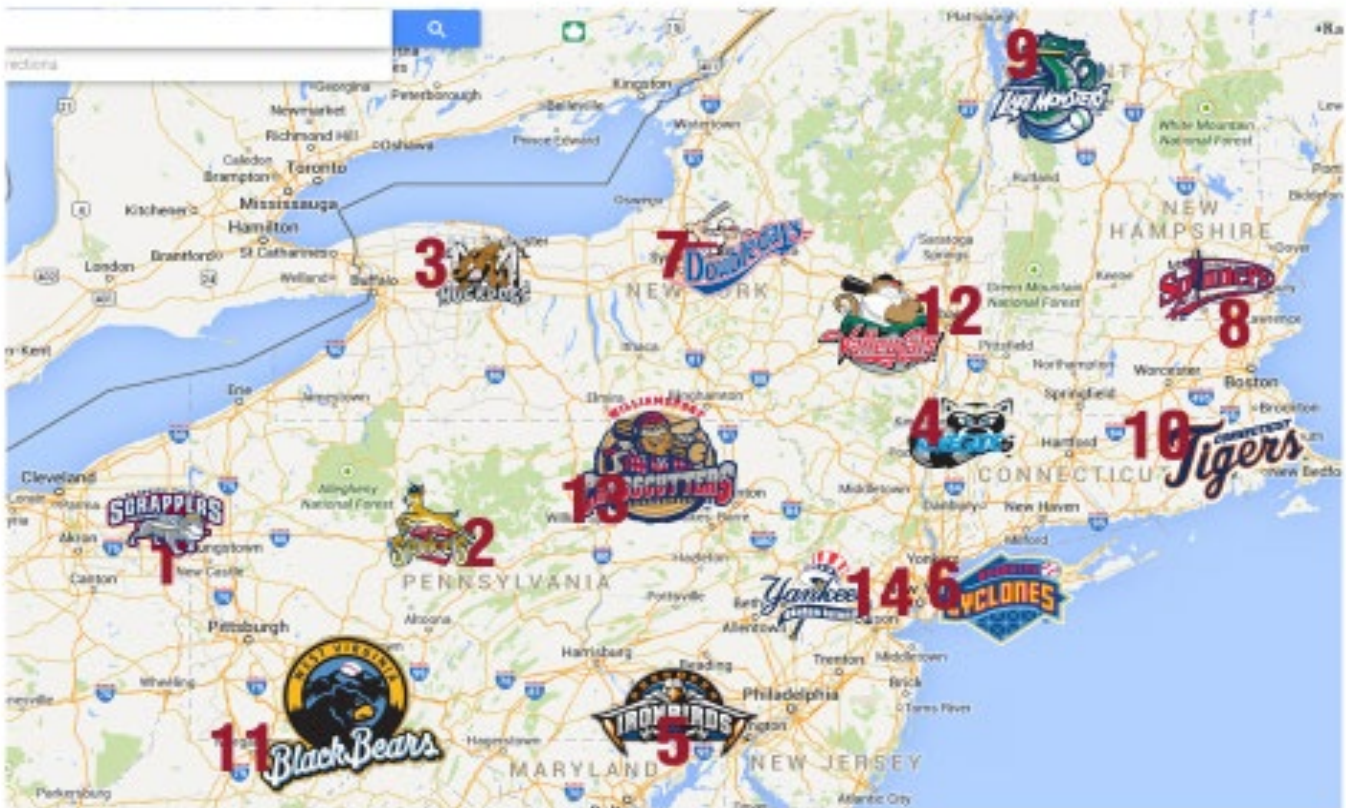 rections
Plattsburgh
9
LAKE MONSTERS
Kingston
Peterborough
Georgina
Belleville
Newmarket
Richmond Hill
Oshawa
Prince Edward
Watertown
White Mountain
National Forest
Caledon
Brampton
Toronto
Mississauga
Rutland
Kitchener
Hamilton
Oswego
NEW
HAMPSHIRE
Brantford
St Catharines
Saratoga
Springs
Dover
London
Welland
Buffalo
3
MUCKDOGS
7
Doubledays
NEW YORK
Keene
Green Mountain
National Forest
Spinners
8
12
ValleyCats
Pittsfield
Ithaca
Northampton
Worcester
Springfield
Boston
Erie
Jamestown
Elmira
Binghamton
WILLIAMSPORT
CROSSCUTTERS
13
4
Hartford
10
CONNECTICUT
Tigers
Brockton
New Bedfo
CONNECTICUT
Cleveland
Parma
Allegheny
National Forest
Middletown
Danbury
New Haven
SCRAPPERS
1
Akron
Youngstown
New Castle
Canton
2
PENNSYLVANIA
Hazleton
Milford
Yonkers
Yankees
14
6
CYCLONES
Pottsville
Allentown
Pittsburgh
Altoona
Harrisburg
Reading
Trenton
Middletown
Wheeling
WEST VIRGINIA
Black Bears
11
IRONBIRDS
5
Philadelphia
Brick
Toms River
Hagerstown
MARYLAND
NEW JERSEY
Parkersburg
Atlantic City